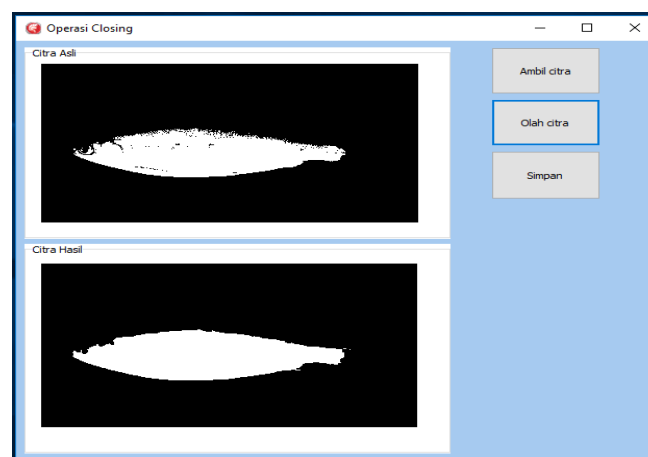 Operasi Closing
Citra Asli
Ambil citra
Olah citra
Simpan
Citra Hasil